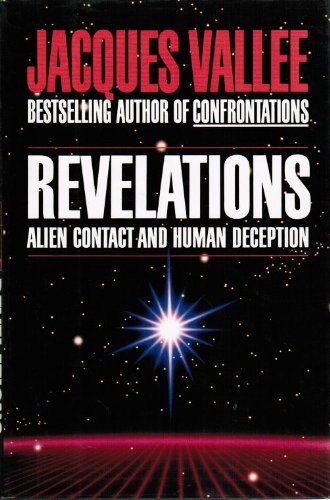 JACQUES VALLEE
BESTSELLING AUTHOR OF CONFRONTATIONS
REVELATIONS
ALIEN CONTACT AND HUMAN DECEPTION